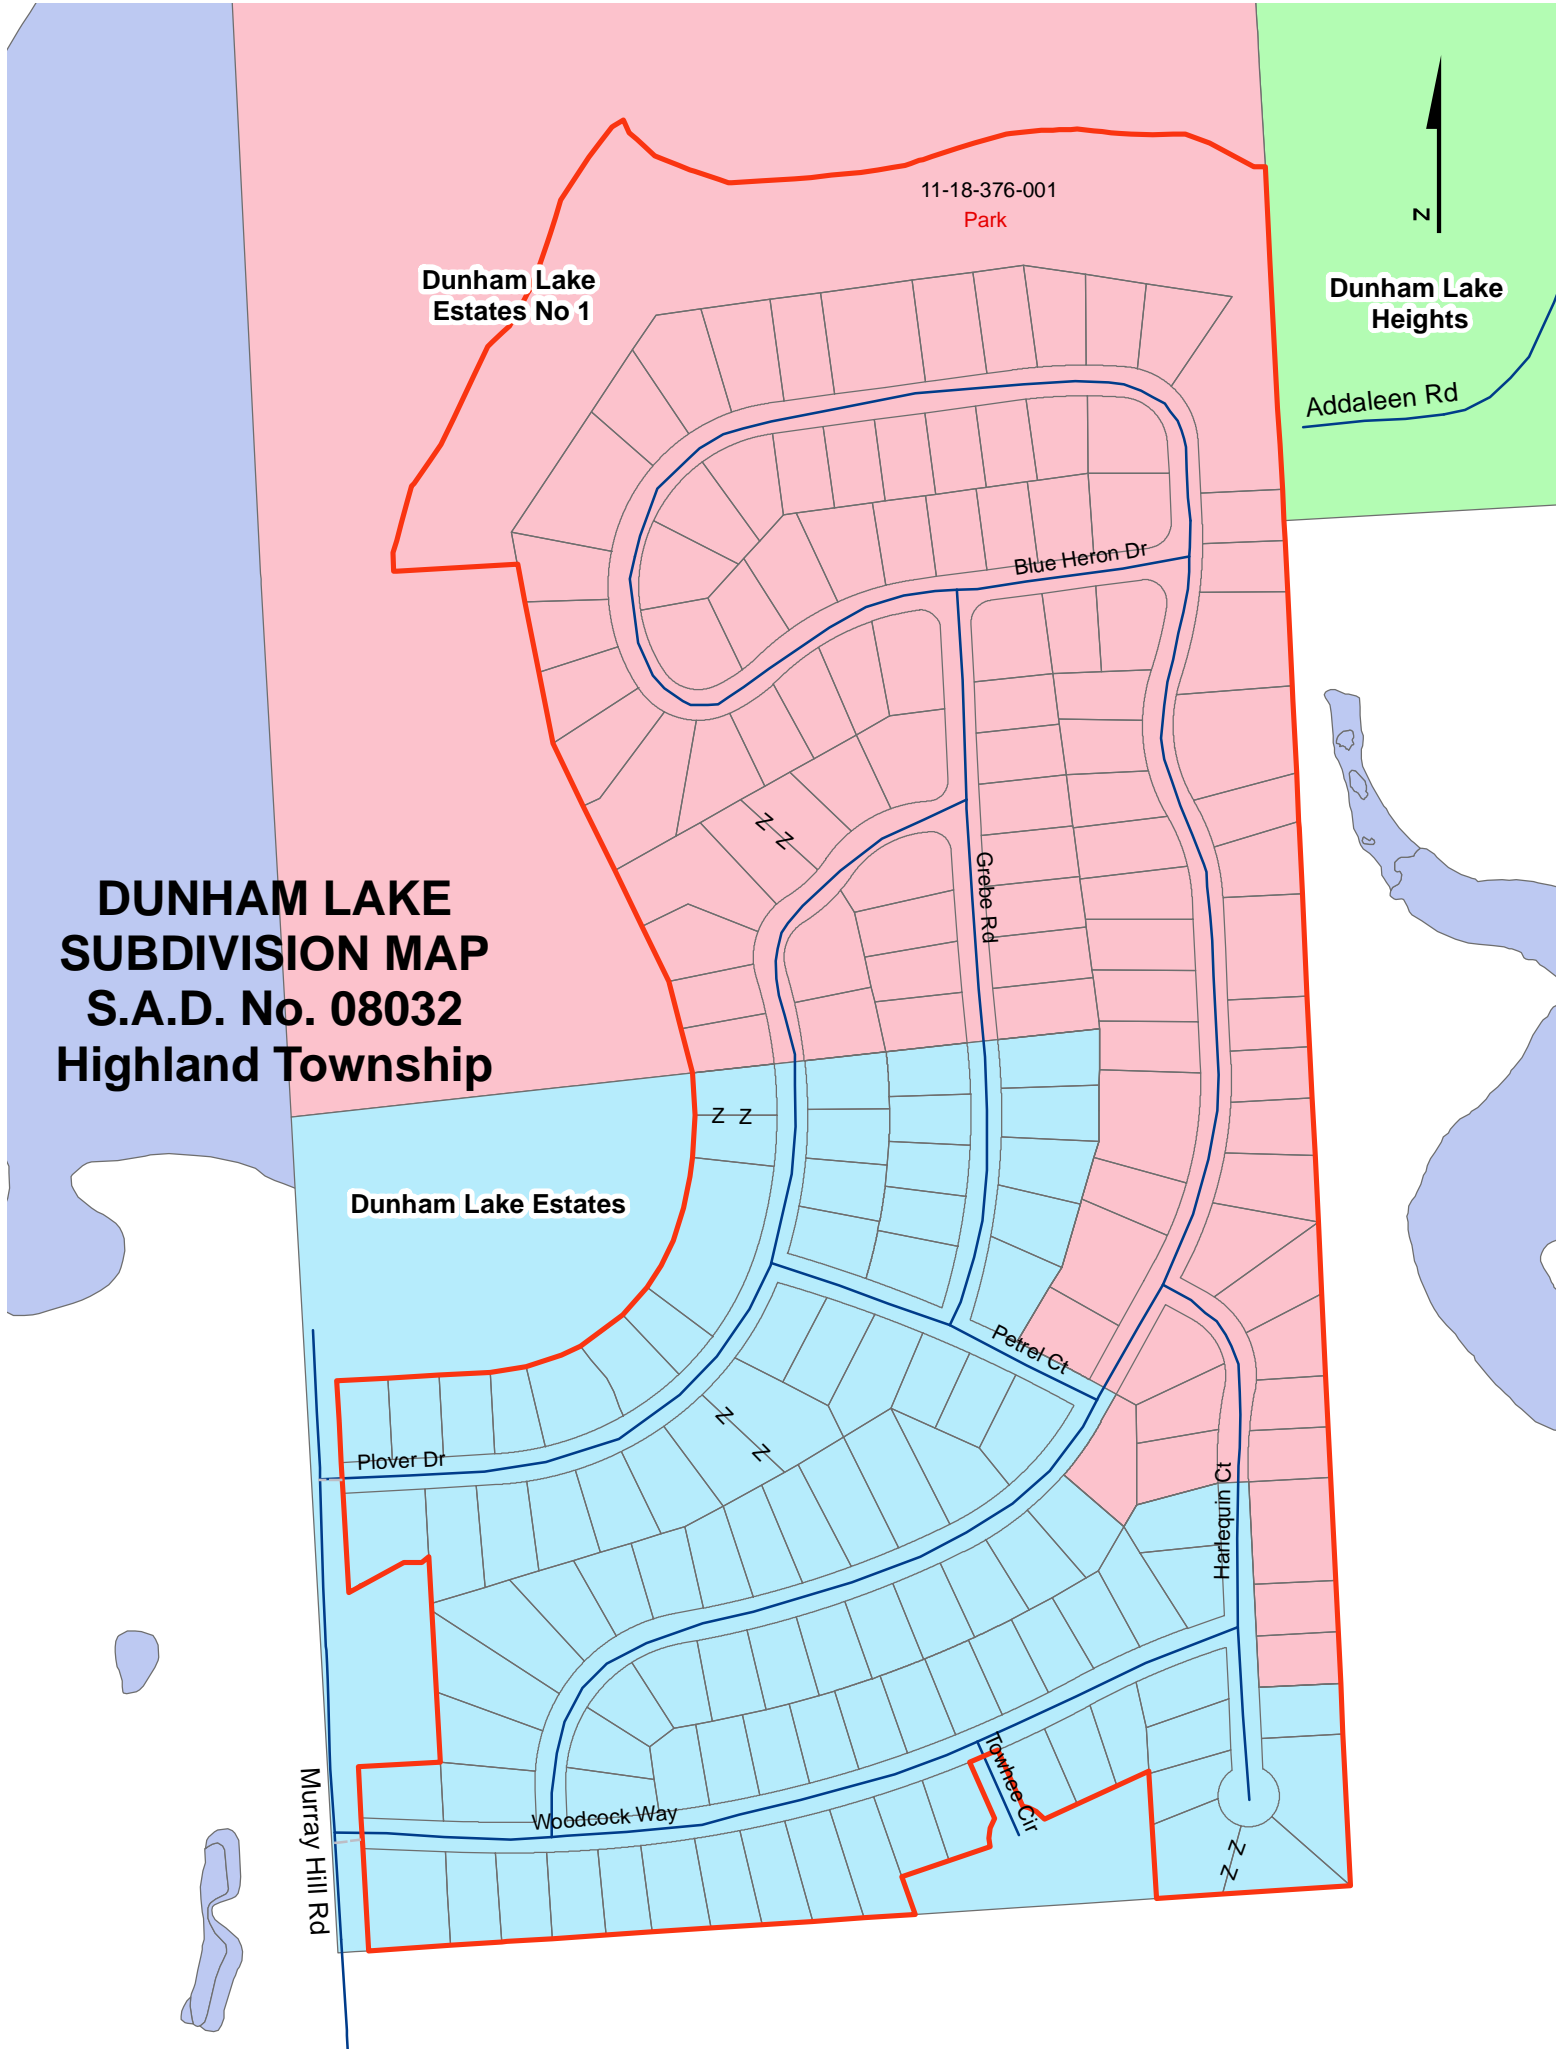 11-18-376-001
Park
Z
Dunham Lake
Estates No 1
Dunham Lake
Heights
Addaleen Rd
Blue Heron Dr
Z Z
Grebe Rd
DUNHAM LAKE
SUBDIVISION MAP
S.A.D. No. 08032
Highland Township
Z Z
Dunham Lake Estates
Petrel Ct
Z Z
Plover Dr
Harlequin Ct
Towhee Cir
Woodcock Way
Murray Hill Rd
Z Z